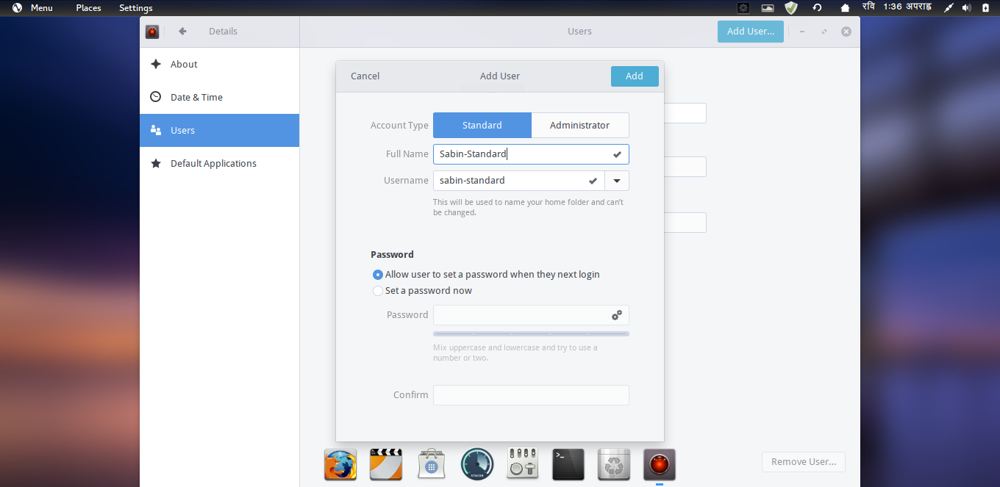 Menu Places Settings रवि 1:36 अपराह्न
Details Users Add User...
About
Date & Time
Users
Default Applications
Cancel Add User Add
Account Type Standard Administrator
Full Name Sabin-Standard
Username sabin-standard
This will be used to name your home folder and can't
be changed.
Password
Allow user to set a password when they next login
Set a password now
Password
Mix uppercase and lowercase and try to use a
number or two.
Confirm
STACER
>_
Remove User...